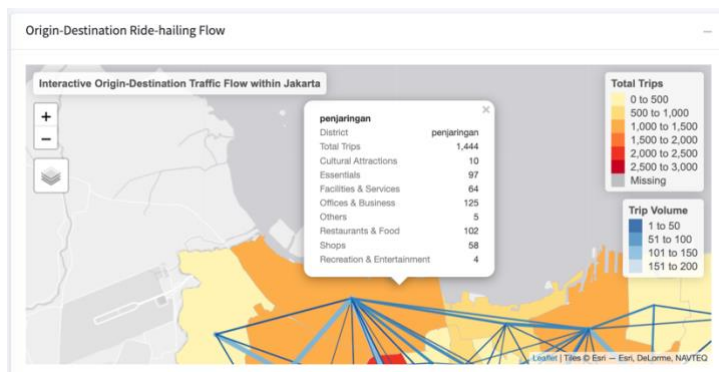 Origin-Destination Ride-hailing Flow
Interactive Origin-Destination Traffic Flow within Jakarta
+
−
penjaringan
District penjaringan
Total Trips 1,444
Cultural Attractions 10
Essentials 97
Facilities & Services 64
Offices & Business 125
Others 5
Restaurants & Food 102
Shops 58
Recreation & Entertainment 4
Total Trips
0 to 500
500 to 1,000
1,000 to 1,500
1,500 to 2,000
2,000 to 2,500
2,500 to 3,000
Missing
Trip Volume
1 to 50
51 to 100
101 to 150
151 to 200
Leaflet | Tiles © Esri — Esri, DeLorme, NAVTEQ